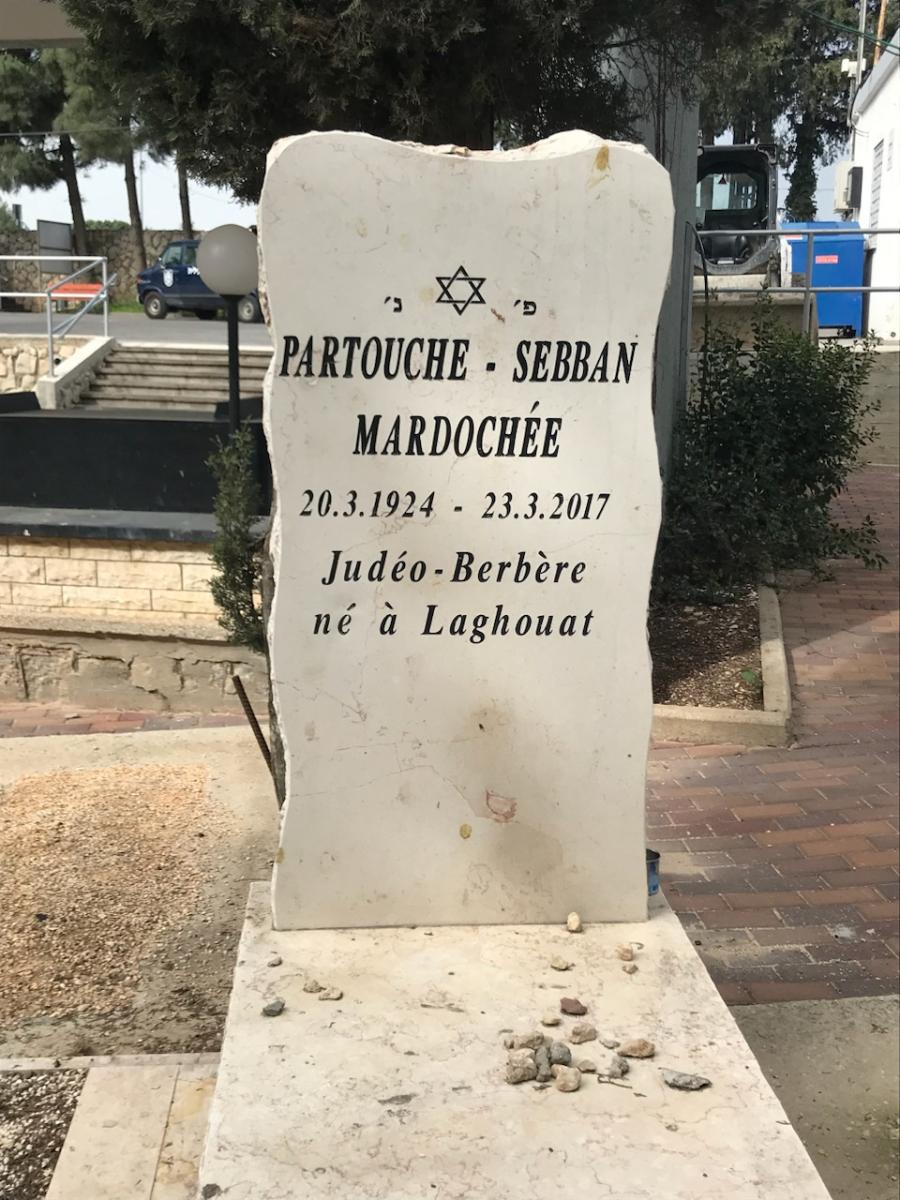 פ׳ נ׳
PARTOUCHE - SEBBAN
MARDOCHÉE
20.3.1924 - 23.3.2017
Judéo-Berbère
né à Laghouat